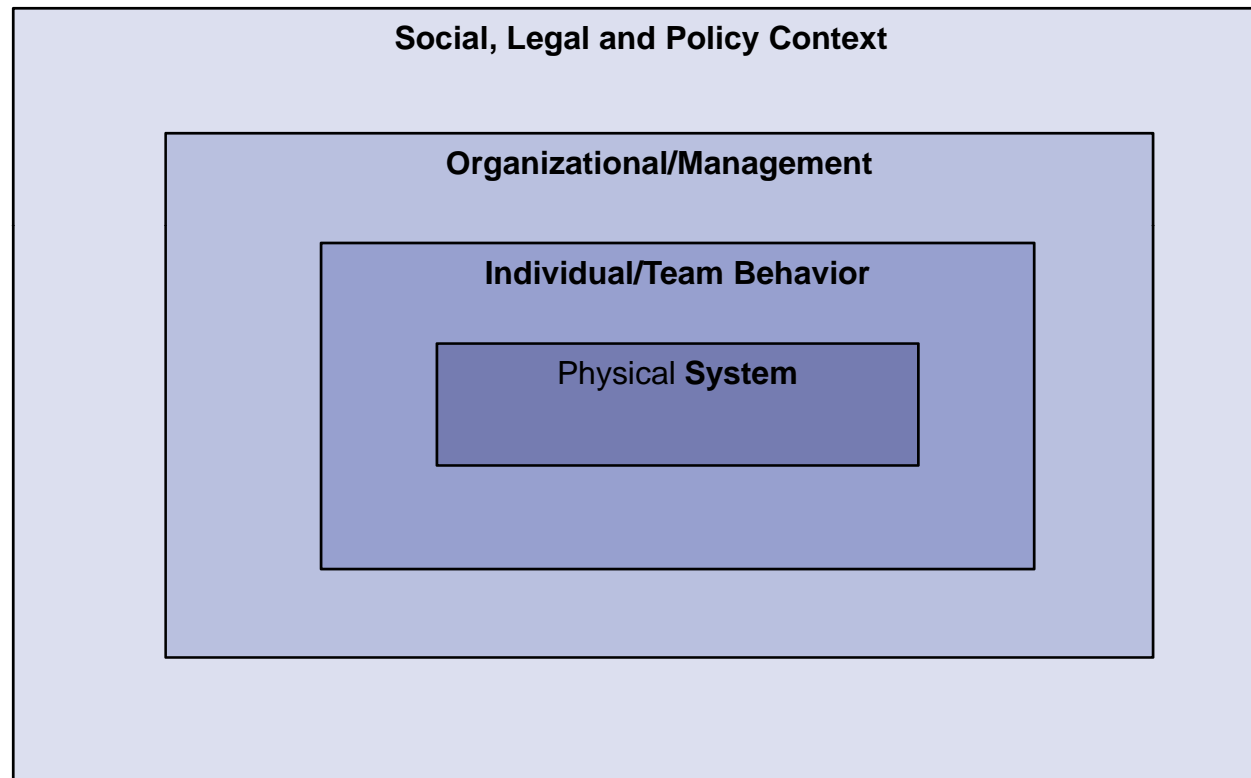 Social, Legal and Policy Context
Organizational/Management
Individual/Team Behavior
Physical System